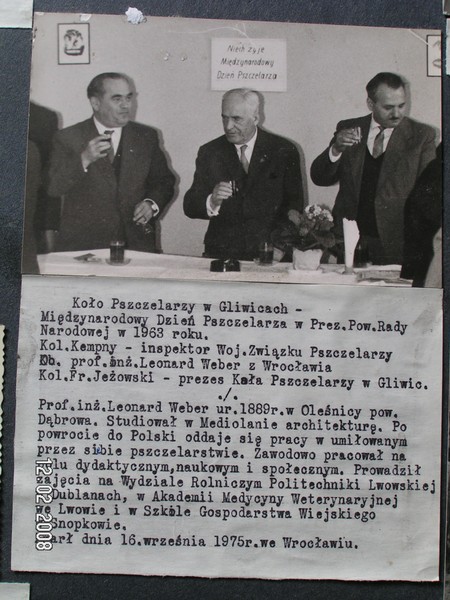 Niech żyje
Międzynarodowy
Dzień Pszczelarza
Koło Pszczelarzy w Gliwicach -
Międzynarodowy Dzień Pszczelarza w Prez.Pow.Rady
Narodowej w 1963 roku.
Kol.Kempny - inspektor Woj.Związku Pszczelarzy
Ob. prof.inż.Leonard Weber z Wrocławia
Kol.Fr.Jeżowski - prezes Koła Pszczelarzy w Gliwic.
./.
Prof.inż.Leonard Weber ur.1889r.w Oleśnicy pow.
Dąbrowa. Studiował w Mediolanie architekturę. Po
powrocie do Polski oddaje się pracy w umiłowanym
przez siebie pszczelarstwie. Zawodowo pracował na
polu dydaktycznym,naukowym i społecznym. Prowadził
zajęcia na Wydziale Rolniczym Politechniki Lwowskiej
w Dublanach, w Akademii Medycyny Weterynaryjnej
we Lwowie i w Szkole Gospodarstwa Wiejskiego
Snopkowie.
Zmarł dnia 16.września 1975r.we Wrocławiu.
12/02/2008